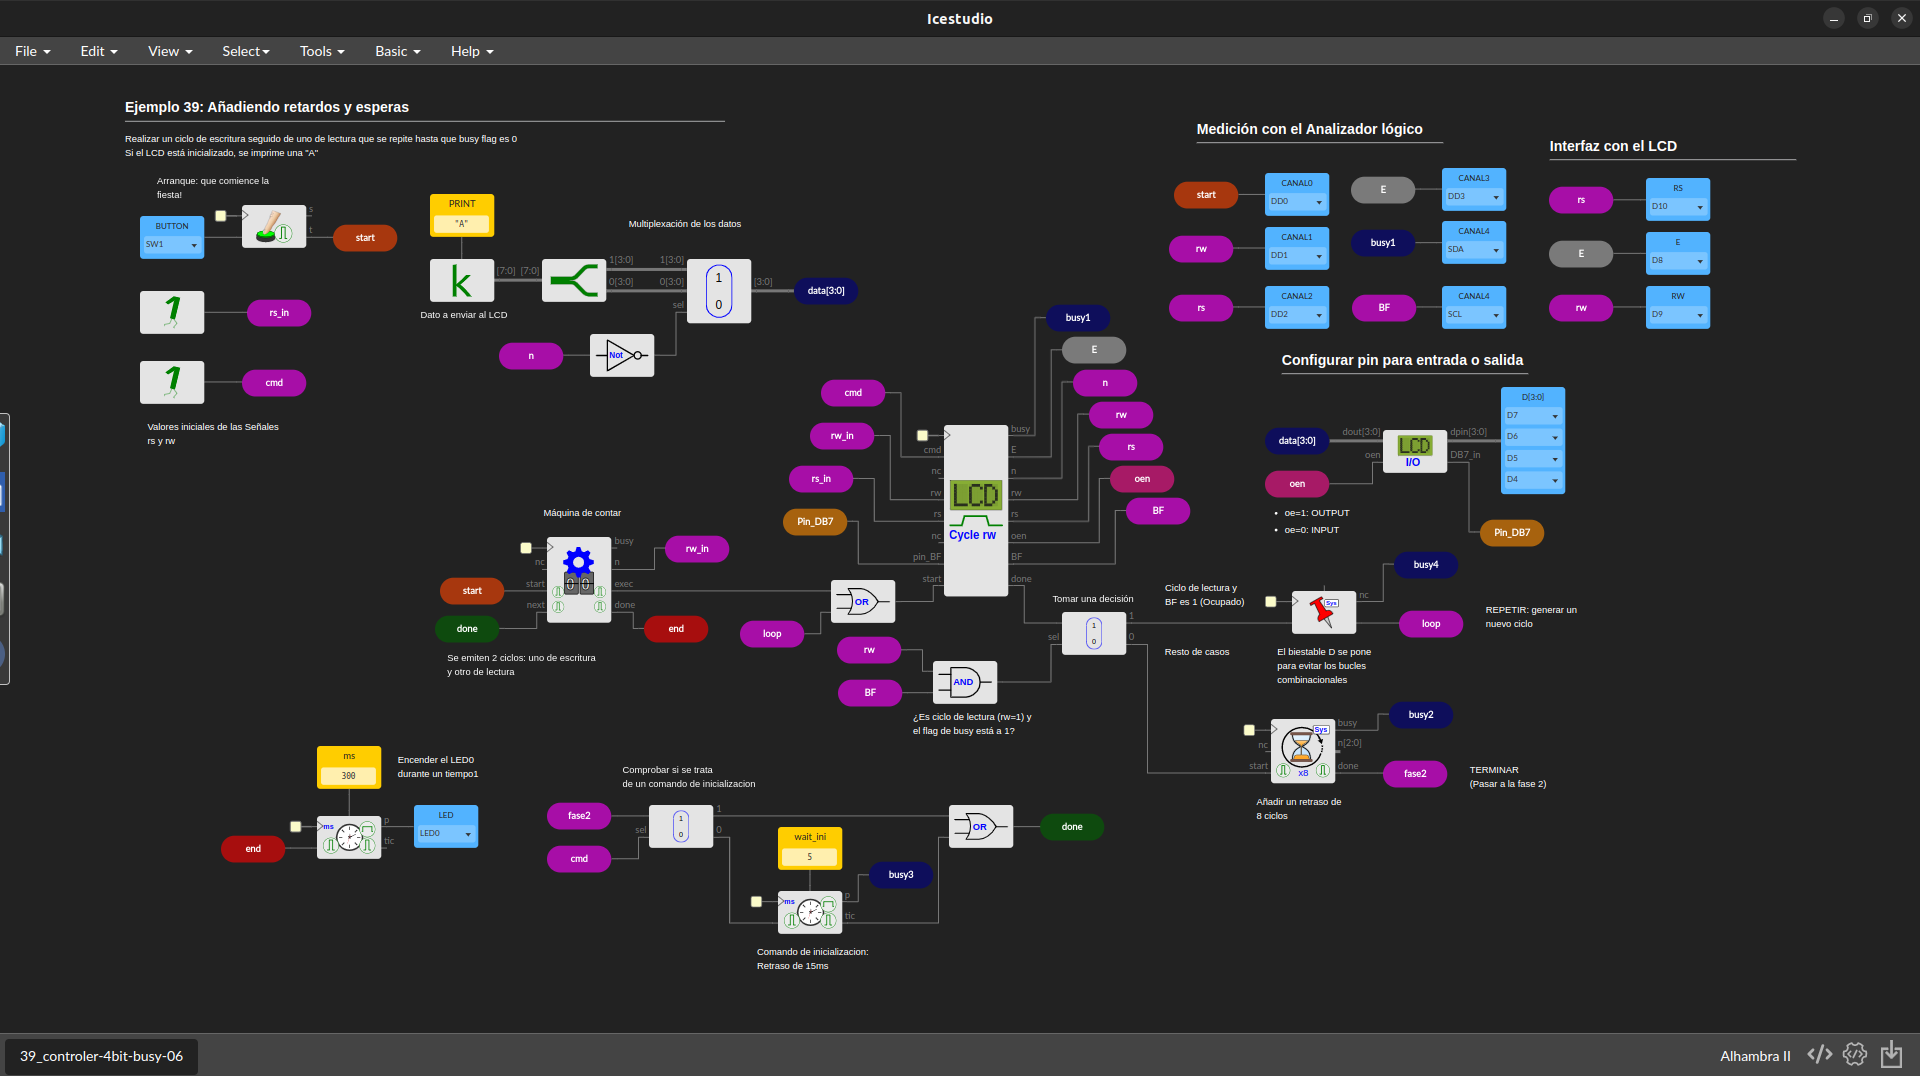 Icestudio
File
Edit
View
Select
Tools
Basic
Help
Ejemplo 39: Añadiendo retardos y esperas
Realizar un ciclo de escritura seguido de uno de lectura que se repite hasta que busy flag es 0
Si el LCD está inicializado, se imprime una "A"
Arranque: que comience la
fiesta!
BUTTON
SW1
s
t
start
rs_in
cmd
Valores iniciales de las Señales
rs y rw
PRINT
"A"
k
[7:0]
[7:0]
Dato a enviar al LCD
1[3:0]
0[3:0]
Multiplexación de los datos
1[3:0]
0[3:0]
sel
1
0
[3:0]
data[3:0]
n
Not
Medición con el Analizador lógico
start
CANAL0
DD0
E
CANAL3
DD3
rw
CANAL1
DD1
busy1
CANAL4
SDA
rs
CANAL2
DD2
BF
CANAL4
SCL
Interfaz con el LCD
rs
RS
D10
E
E
D8
rw
RW
D9
Configurar pin para entrada o salida
data[3:0]
dout[3:0]
oen
oen
LCD
I/O
dpin[3:0]
DB7_in
D[3:0]
D7
D6
D5
D4
Pin_DB7
oe=1: OUTPUT
oe=0: INPUT
cmd
rw_in
rs_in
Pin_DB7
cmd
nc
rw
rs
nc
pin_BF
start
LCD
Cycle rw
busy
E
n
rw
rs
oen
BF
done
busy1
E
n
rw
rs
oen
BF
Máquina de contar
start
done
nc
start
next
0 0
busy
n
exec
done
rw_in
end
Se emiten 2 ciclos: uno de escritura
y otro de lectura
loop
OR
rw
BF
AND
¿Es ciclo de lectura (rw=1) y
el flag de busy está a 1?
Tomar una decisión
sel
1
0
1
0
Ciclo de lectura y
BF es 1 (Ocupado)
Resto de casos
Sys
nc
busy4
loop
REPETIR: generar un
nuevo ciclo
El biestable D se pone
para evitar los bucles
combinacionales
nc
start
Sys
x8
busy
n[2:0]
done
busy2
fase2
TERMINAR
(Pasar a la fase 2)
Añadir un retraso de
8 ciclos
ms
300
Encender el LED0
durante un tiempo1
end
ms
p
tic
LED
LED0
Comprobar si se trata
de un comando de inicializacion
fase2
cmd
sel
1
0
1
0
wait_ini
5
ms
p
tic
busy3
OR
done
Comando de inicializacion:
Retraso de 15ms
39_controler-4bit-busy-06
Alhambra II